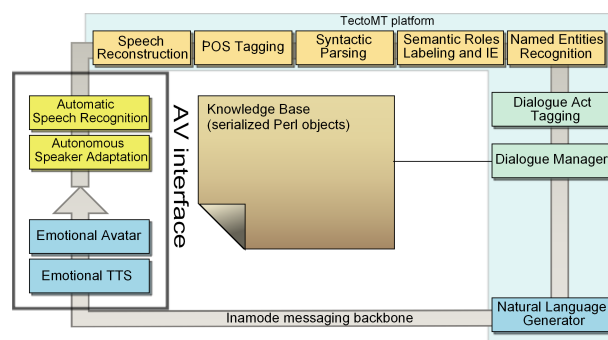 TectoMT platform
Speech
Reconstruction
POS Tagging
Syntactic
Parsing
Semantic Roles
Labeling and IE
Named Entities
Recognition
Automatic
Speech Recognition
Autonomous
Speaker Adaptation
Emotional Avatar
Emotional TTS
AV interface
Knowledge Base
(serialized Perl objects)
Dialogue Act
Tagging
Dialogue Manager
Natural Language
Generator
Inamode messaging backbone